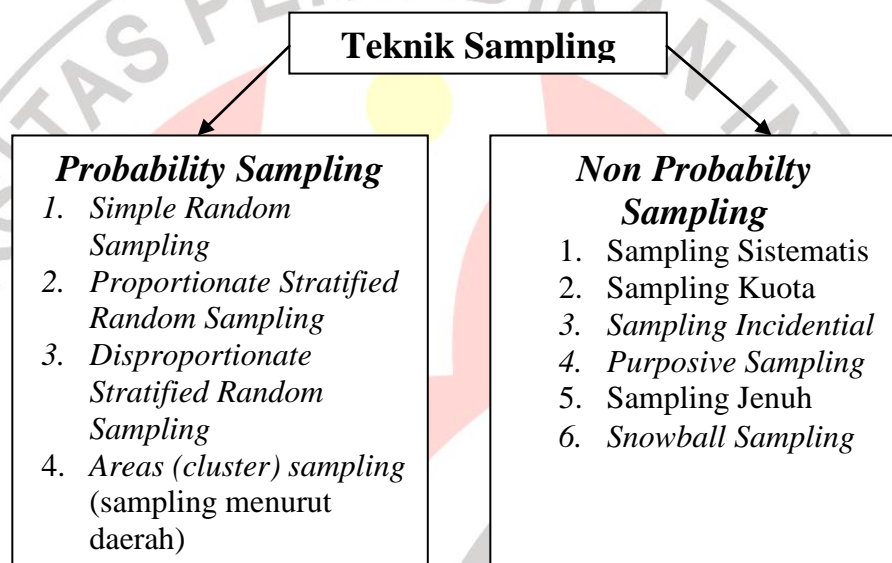 Teknik Sampling
Probability Sampling
1. Simple Random
Sampling
2. Proportionate Stratified
Random Sampling
3. Disproportionate
Stratified Random
Sampling
4. Areas (cluster) sampling
(sampling menurut
daerah)
Non Probabilty
Sampling
1. Sampling Sistematis
2. Sampling Kuota
3. Sampling Incidential
4. Purposive Sampling
5. Sampling Jenuh
6. Snowball Sampling